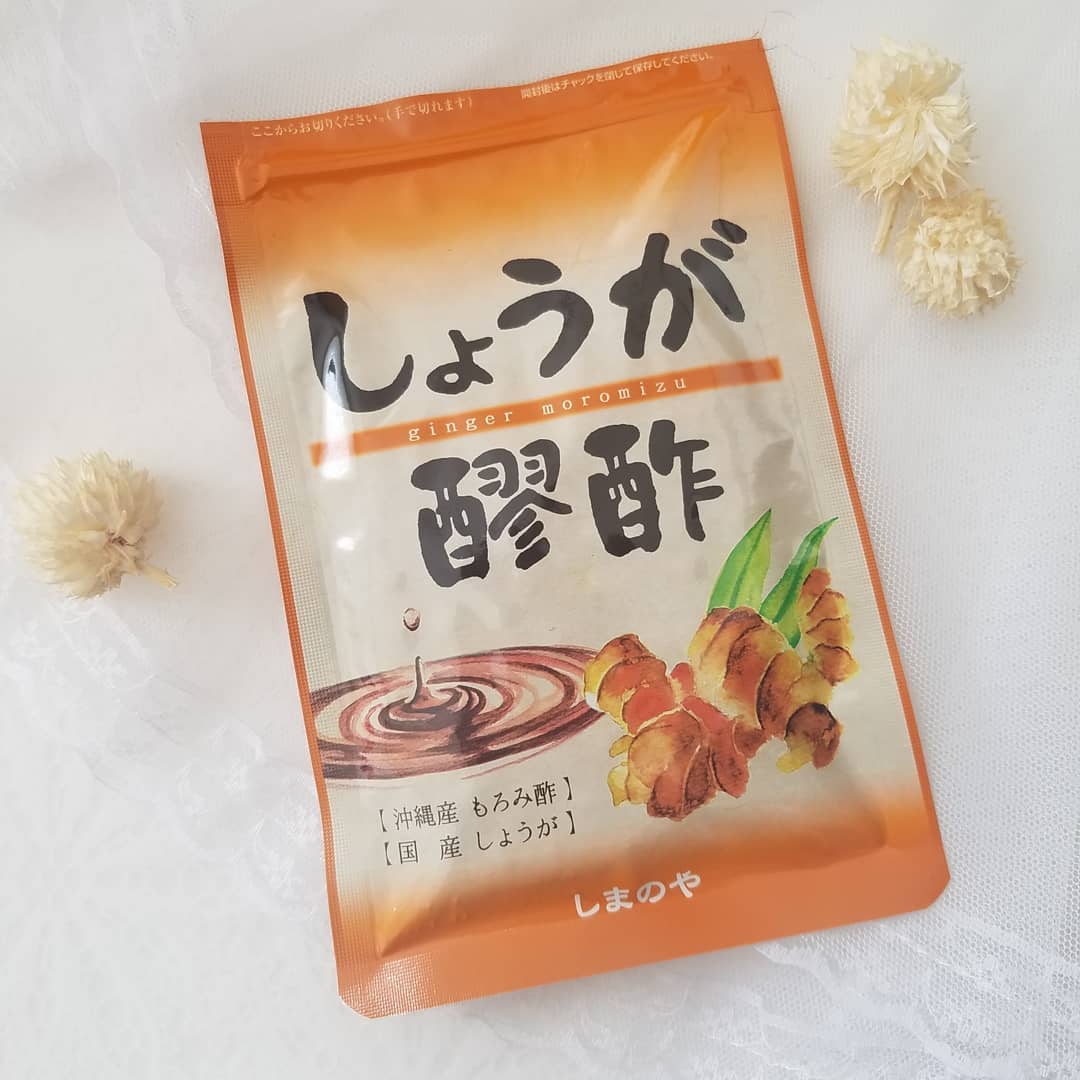 ここからお切りください。(手で切れます)
開封後はチャックを閉じて保存してください。
しょうが
ginger moromizu
醪酢
【沖縄産 もろみ酢】
【国 産 しょうが】
しまのや